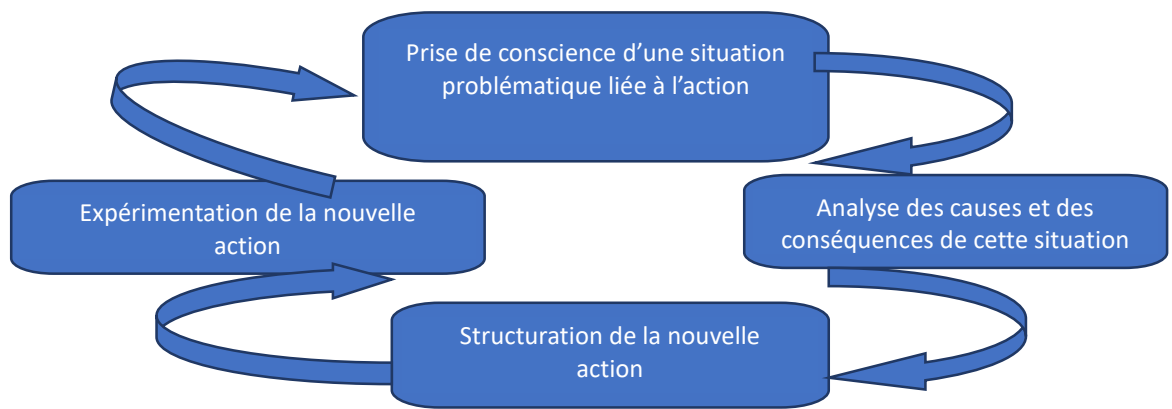 Prise de conscience d’une situation
problématique liée à l’action
Analyse des causes et des
conséquences de cette situation
Structuration de la nouvelle
action
Expérimentation de la nouvelle
action